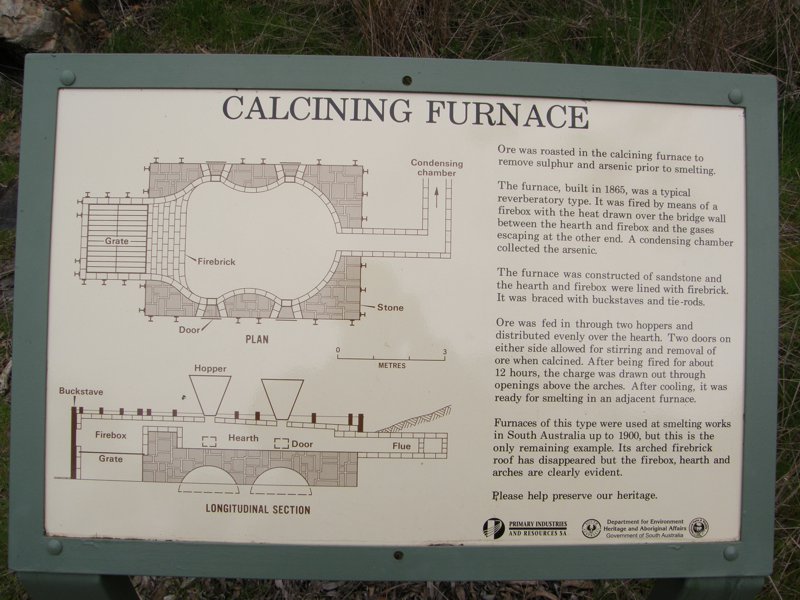 CALCINING FURNACE
Condensing
chamber
Grate
Firebrick
Stone
Door
PLAN
0 3
METRES
Hopper
Buckstave
Firebox
Hearth
Door
Flue
Grate
LONGITUDINAL SECTION
Ore was roasted in the calcining furnace to
remove sulphur and arsenic prior to smelting.
The furnace, built in 1865, was a typical
reverberatory type. It was fired by means of a
firebox with the heat drawn over the bridge wall
between the hearth and firebox and the gases
escaping at the other end. A condensing chamber
collected the arsenic.
The furnace was constructed of sandstone and
the hearth and firebox were lined with firebrick.
It was braced with buckstaves and tie-rods.
Ore was fed in through two hoppers and
distributed evenly over the hearth. Two doors on
either side allowed for stirring and removal of
ore when calcined. After being fired for about
12 hours, the charge was drawn out through
openings above the arches. After cooling, it was
ready for smelting in an adjacent furnace.
Furnaces of this type were used at smelting works
in South Australia up to 1900, but this is the
only remaining example. Its arched firebrick
roof has disappeared but the firebox, hearth and
arches are clearly evident.
Please help preserve our heritage.
PRIMARY INDUSTRIES
AND RESOURCES SA
Department for Environment
Heritage and Aboriginal Affairs
Government of South Australia